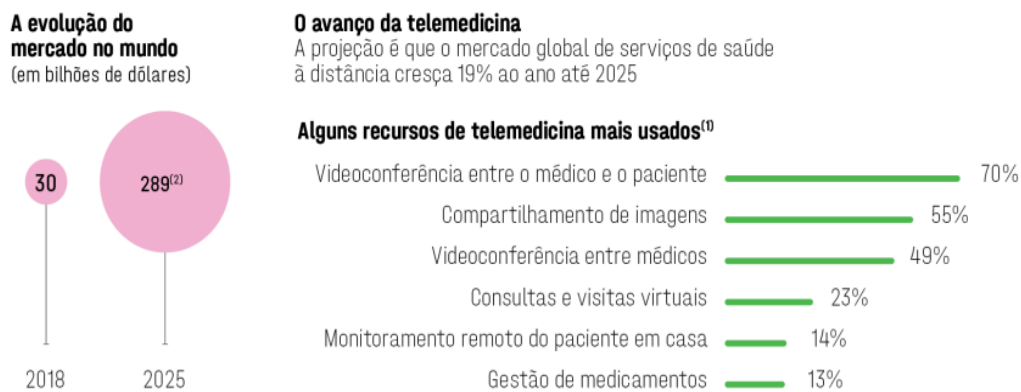 A evolução do
mercado no mundo
(em bilhões de dólares)
30
289(2)
2018
2025
O avanço da telemedicina
A projeção é que o mercado global de serviços de saúde
à distância cresça 19% ao ano até 2025
Alguns recursos de telemedicina mais usados(1)
Videoconferência entre o médico e o paciente 70%
Compartilhamento de imagens 55%
Videoconferência entre médicos 49%
Consultas e visitas virtuais 23%
Monitoramento remoto do paciente em casa 14%
Gestão de medicamentos 13%